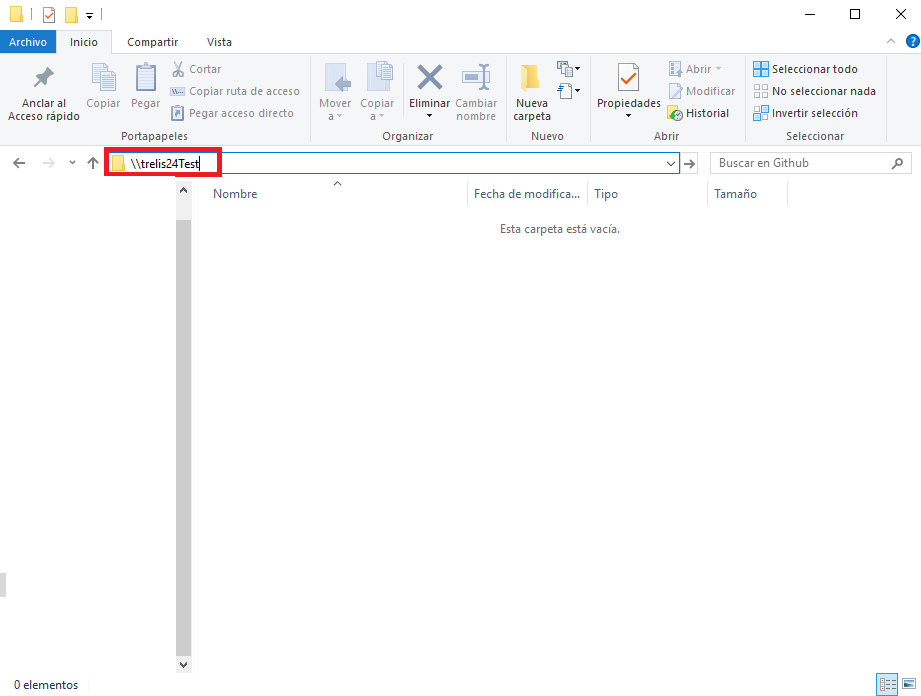 Archivo Inicio Compartir Vista
Anclar al Acceso rápido
Copiar
Pegar
Cortar
Copiar ruta de acceso
Pegar acceso directo
Portapapeles
Mover a
Copiar a
Eliminar
Cambiar nombre
Organizar
Nueva carpeta
Nuevo
Propiedades
Abrir
Modificar
Historial
Abrir
Seleccionar todo
No seleccionar nada
Invertir selección
Seleccionar
\\trelis24Test
Buscar en Github
Nombre Fecha de modifica... Tipo Tamaño
Esta carpeta está vacía.
0 elementos